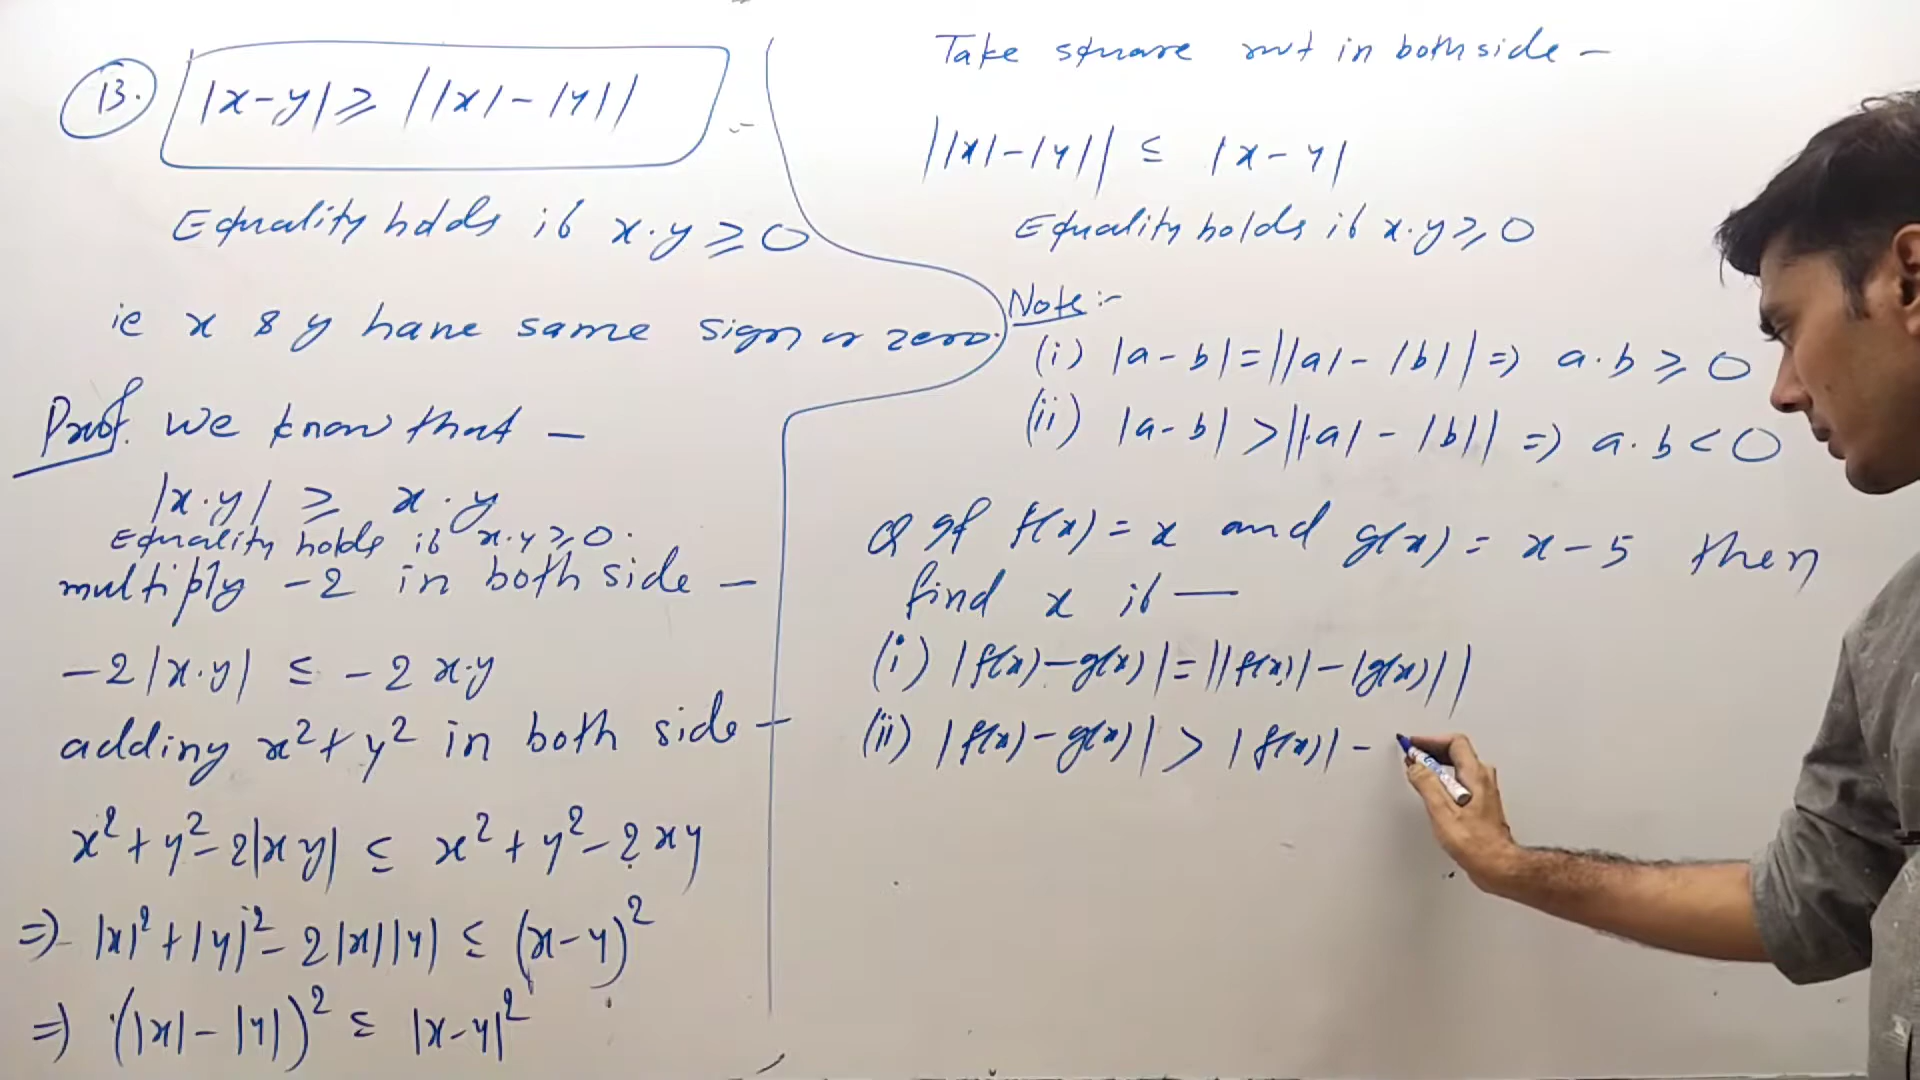 13. |x-y| ≥ ||x| - |y||
Equality holds if x.y ≥ 0
ie x & y have same sign or zero.
Proof. We know that —
|x.y| ≥ x.y
Equality holds if x.y ≥ 0.
multiply -2 in both side —
-2|x.y| ≤ -2 x.y
adding x² + y² in both side —
x² + y² - 2|xy| ≤ x² + y² - 2xy
=> |x|² + |y|² - 2|x||y| ≤ (x-y)²
=> (|x| - |y|)² ≤ |x-y|²
Take square root in both side —
||x| - |y|| ≤ |x - y|
Equality holds if x.y ≥ 0
Note :-
(i) |a - b| = ||a| - |b|| => a.b ≥ 0
(ii) |a-b| > ||a| - |b|| => a.b < 0
Q If f(x) = x and g(x) = x - 5 then
find x if —
(i) |f(x) - g(x)| = ||f(x)| - |g(x)||
(ii) |f(x) - g(x)| > |f(x)| -